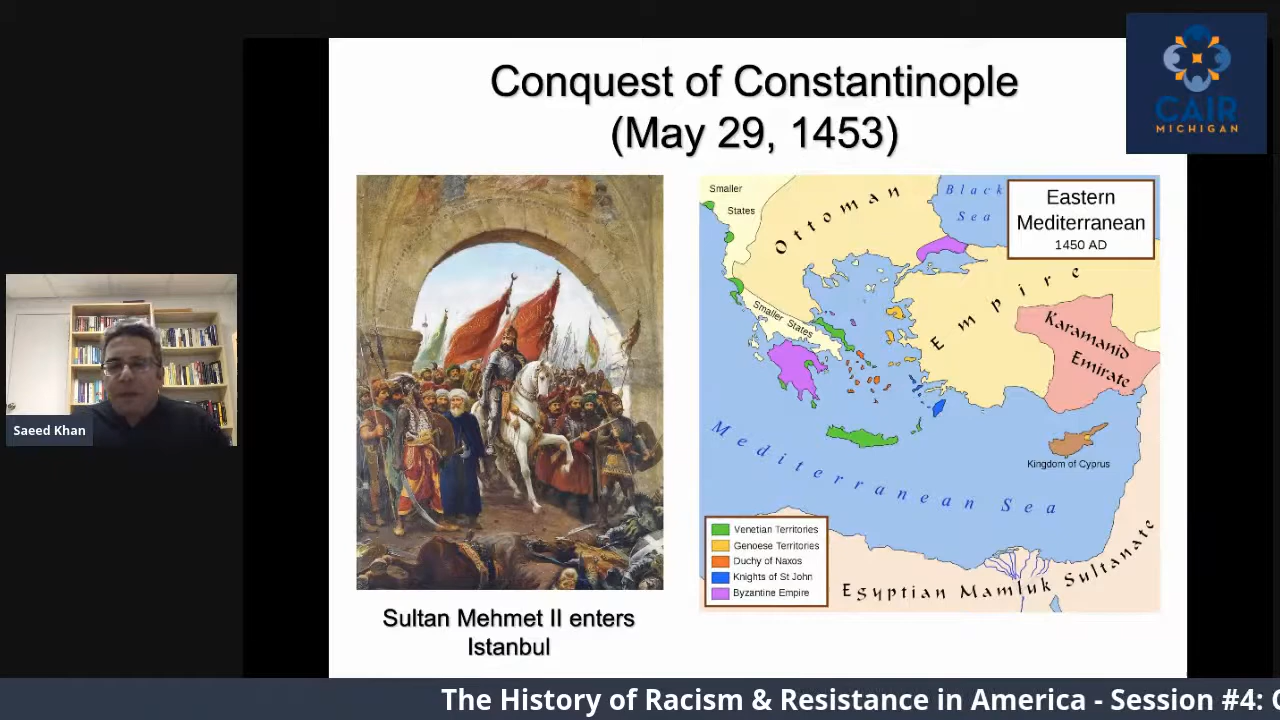 Conquest of Constantinople
(May 29, 1453)
CAIR
MICHIGAN
Smaller
States
Ottoman
Black
Sea
Eastern
Mediterranean
1450 AD
Empire
Smaller States
Karamanid
Emirate
Mediterranean Sea
Kingdom of Cyprus
Venetian Territories
Genoese Territories
Duchy of Naxos
Knights of St John
Byzantine Empire
Egyptian Mamluk Sultanate
Saeed Khan
Sultan Mehmet II enters
Istanbul
The History of Racism & Resistance in America - Session #4: